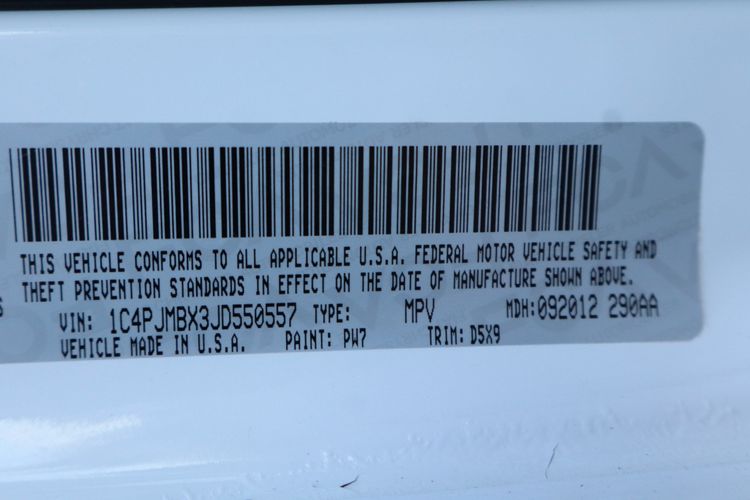 THIS VEHICLE CONFORMS TO ALL APPLICABLE U.S.A. FEDERAL MOTOR VEHICLE SAFETY AND
THEFT PREVENTION STANDARDS IN EFFECT ON THE DATE OF MANUFACTURE SHOWN ABOVE.
VIN: 1C4PJMBX3JD550557 TYPE: MPV MDH: 092012 290AA
VEHICLE MADE IN U.S.A. PAINT: PW7 TRIM: D5X9